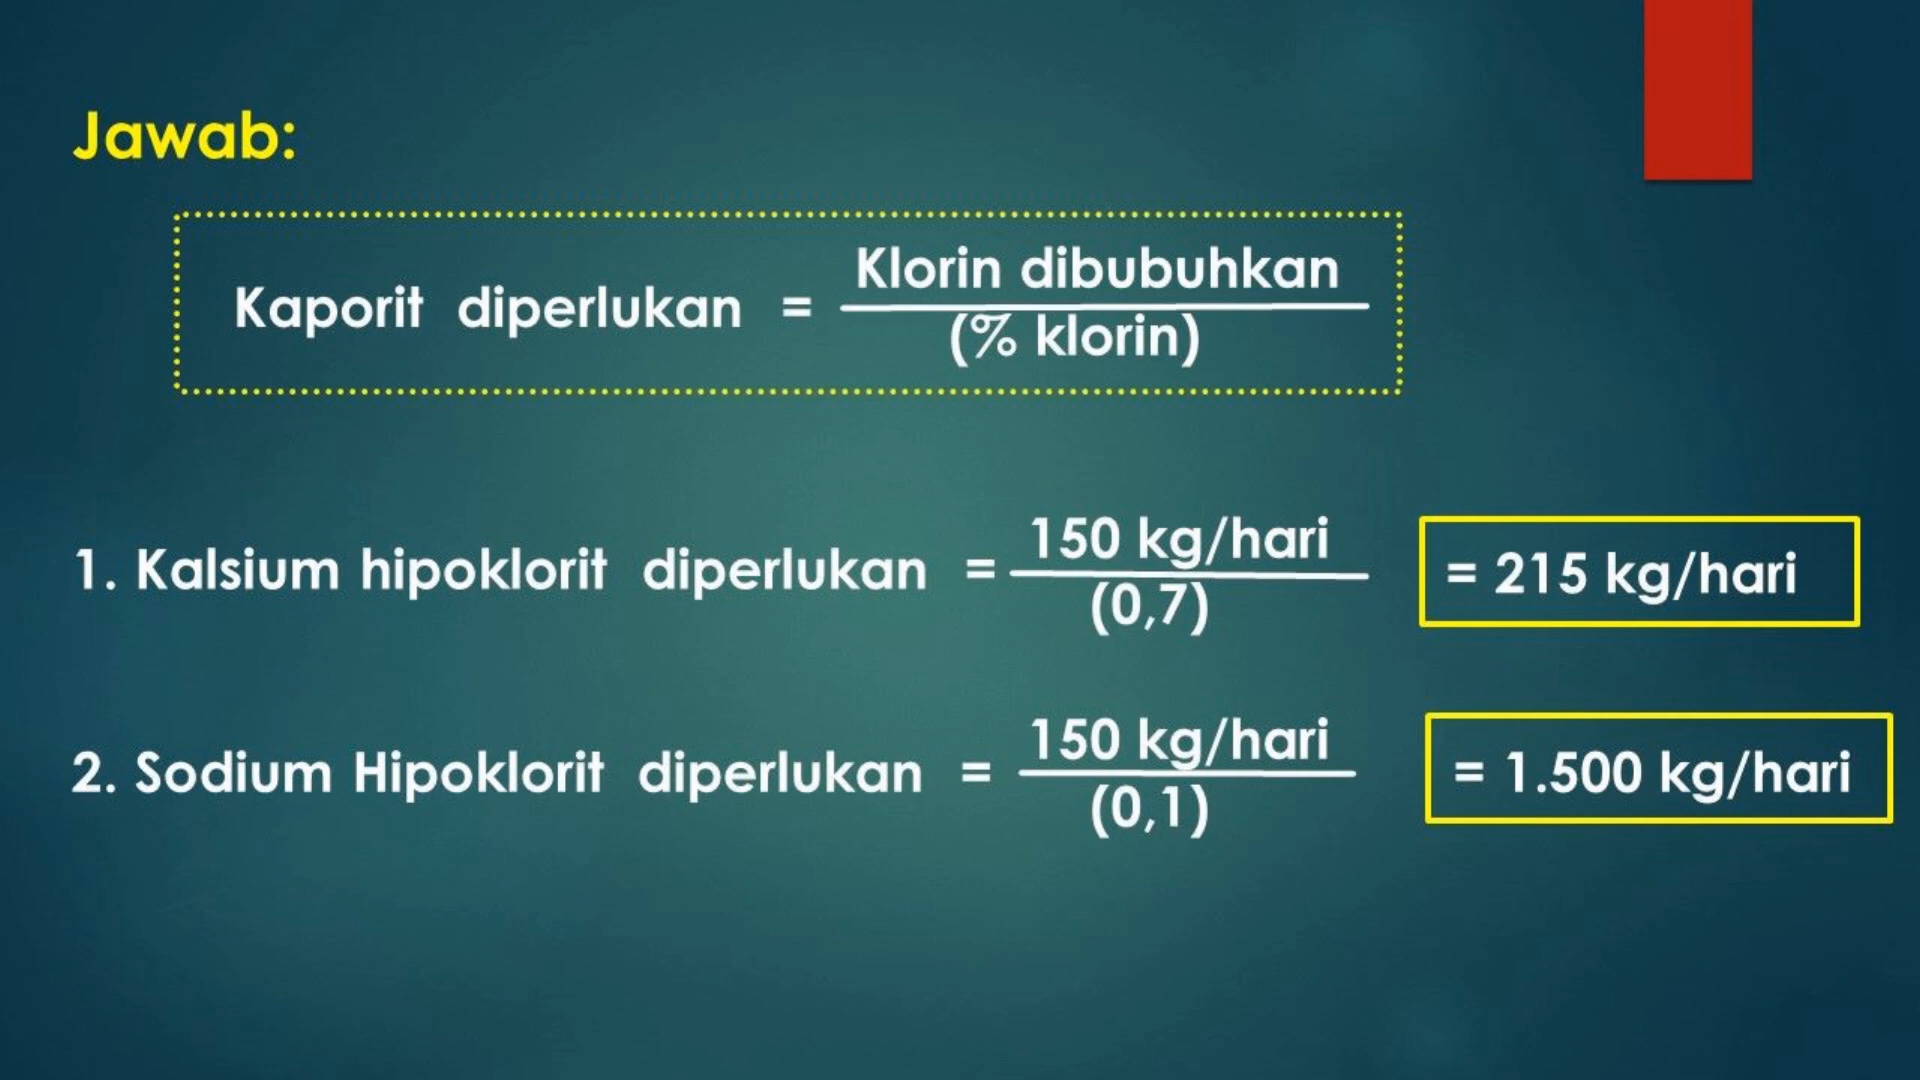 Jawab:
Klorin dibubuhkan
Kaporit diperlukan =
(% klorin)
150 kg/hari
1. Kalsium hipoklorit diperlukan = = 215 kg/hari
(0,7)
150 kg/hari
2. Sodium Hipoklorit diperlukan = = 1.500 kg/hari
(0,1)